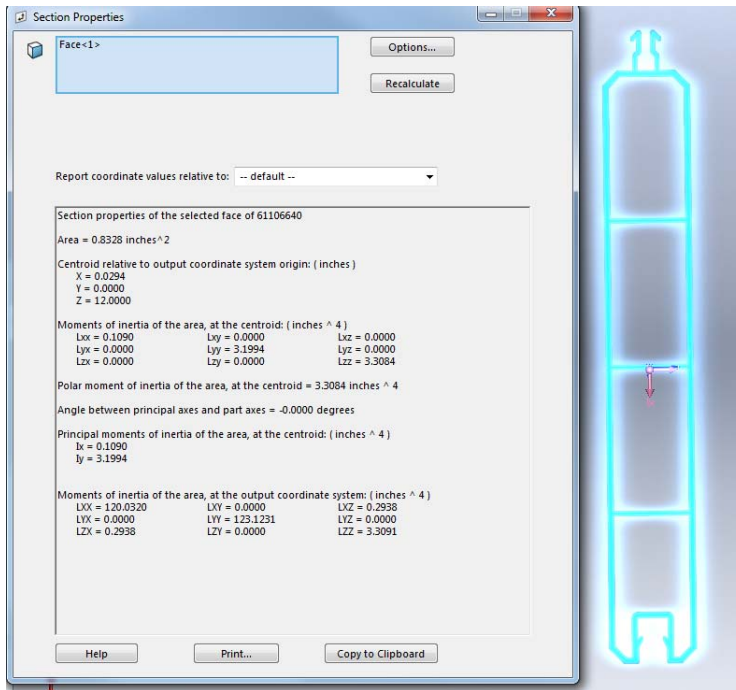 Section Properties
Face<1>
Options...
Recalculate
Report coordinate values relative to: -- default --
Section properties of the selected face of 61106640
Area = 0.8328 inches^2
Centroid relative to output coordinate system origin: ( inches )
X = 0.0294
Y = 0.0000
Z = 12.0000
Moments of inertia of the area, at the centroid: ( inches ^ 4 )
Lxx = 0.1090 Lxy = 0.0000 Lxz = 0.0000
Lyx = 0.0000 Lyy = 3.1994 Lyz = 0.0000
Lzx = 0.0000 Lzy = 0.0000 Lzz = 3.3084
Polar moment of inertia of the area, at the centroid = 3.3084 inches ^ 4
Angle between principal axes and part axes = -0.0000 degrees
Principal moments of inertia of the area, at the centroid: ( inches ^ 4 )
Ix = 0.1090
Iy = 3.1994
Moments of inertia of the area, at the output coordinate system: ( inches ^ 4 )
LXX = 120.0320 LXY = 0.0000 LXZ = 0.2938
LYX = 0.0000 LYY = 123.1231 LYZ = 0.0000
LZX = 0.2938 LZY = 0.0000 LZZ = 3.3091
Help
Print...
Copy to Clipboard